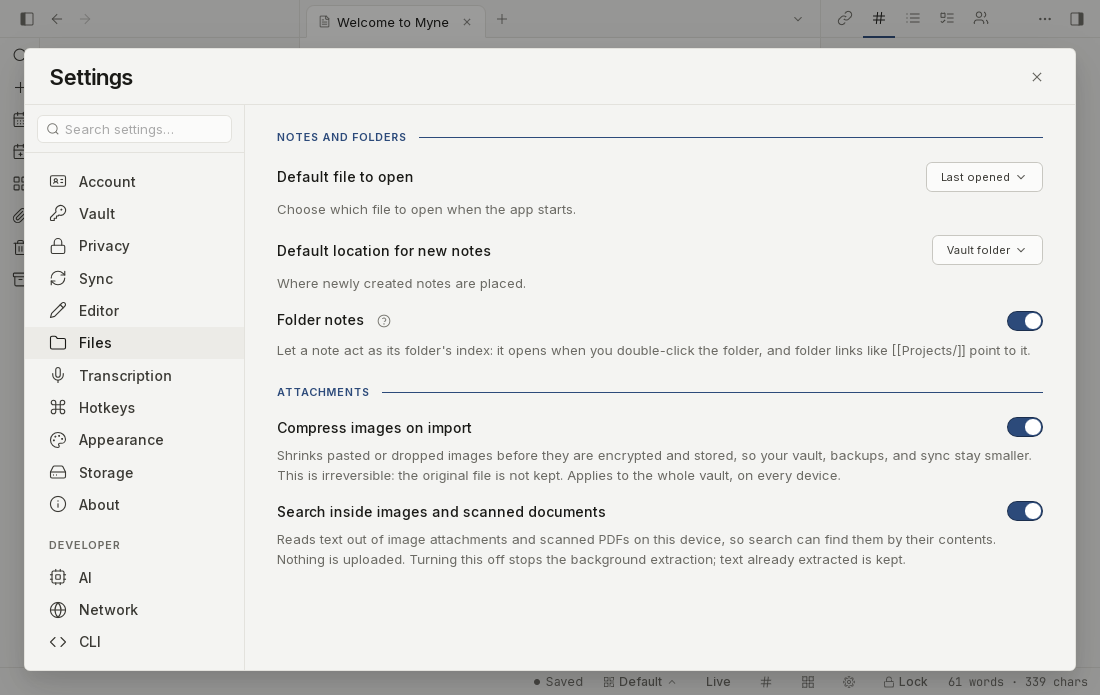 Welcome to Myne
Settings
Search settings...
Account
Vault
Privacy
Sync
Editor
Files
Transcription
Hotkeys
Appearance
Storage
About
DEVELOPER
AI
Network
CLI
NOTES AND FOLDERS
Default file to open
Last opened
Choose which file to open when the app starts.
Default location for new notes
Vault folder
Where newly created notes are placed.
Folder notes
Let a note act as its folder's index: it opens when you double-click the folder, and folder links like [[Projects/]] point to it.
ATTACHMENTS
Compress images on import
Shrinks pasted or dropped images before they are encrypted and stored, so your vault, backups, and sync stay smaller.
This is irreversible: the original file is not kept. Applies to the whole vault, on every device.
Search inside images and scanned documents
Reads text out of image attachments and scanned PDFs on this device, so search can find them by their contents.
Nothing is uploaded. Turning this off stops the background extraction; text already extracted is kept.
Saved
Default
Live
Lock
61 words · 339 chars